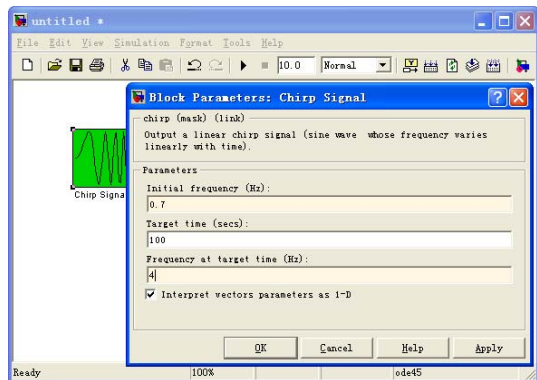 untitled *
File Edit View Simulation Format Tools Help
10.0 Normal
Block Parameters: Chirp Signal
chirp (mask) (link)
Output a linear chirp signal (sine wave whose frequency varies
linearly with time).
Parameters
Initial frequency (Hz):
0.7
Target time (secs):
100
Frequency at target time (Hz):
4
Interpret vectors parameters as 1-D
OK Cancel Help Apply
Chirp Signa
Ready 100% ode45